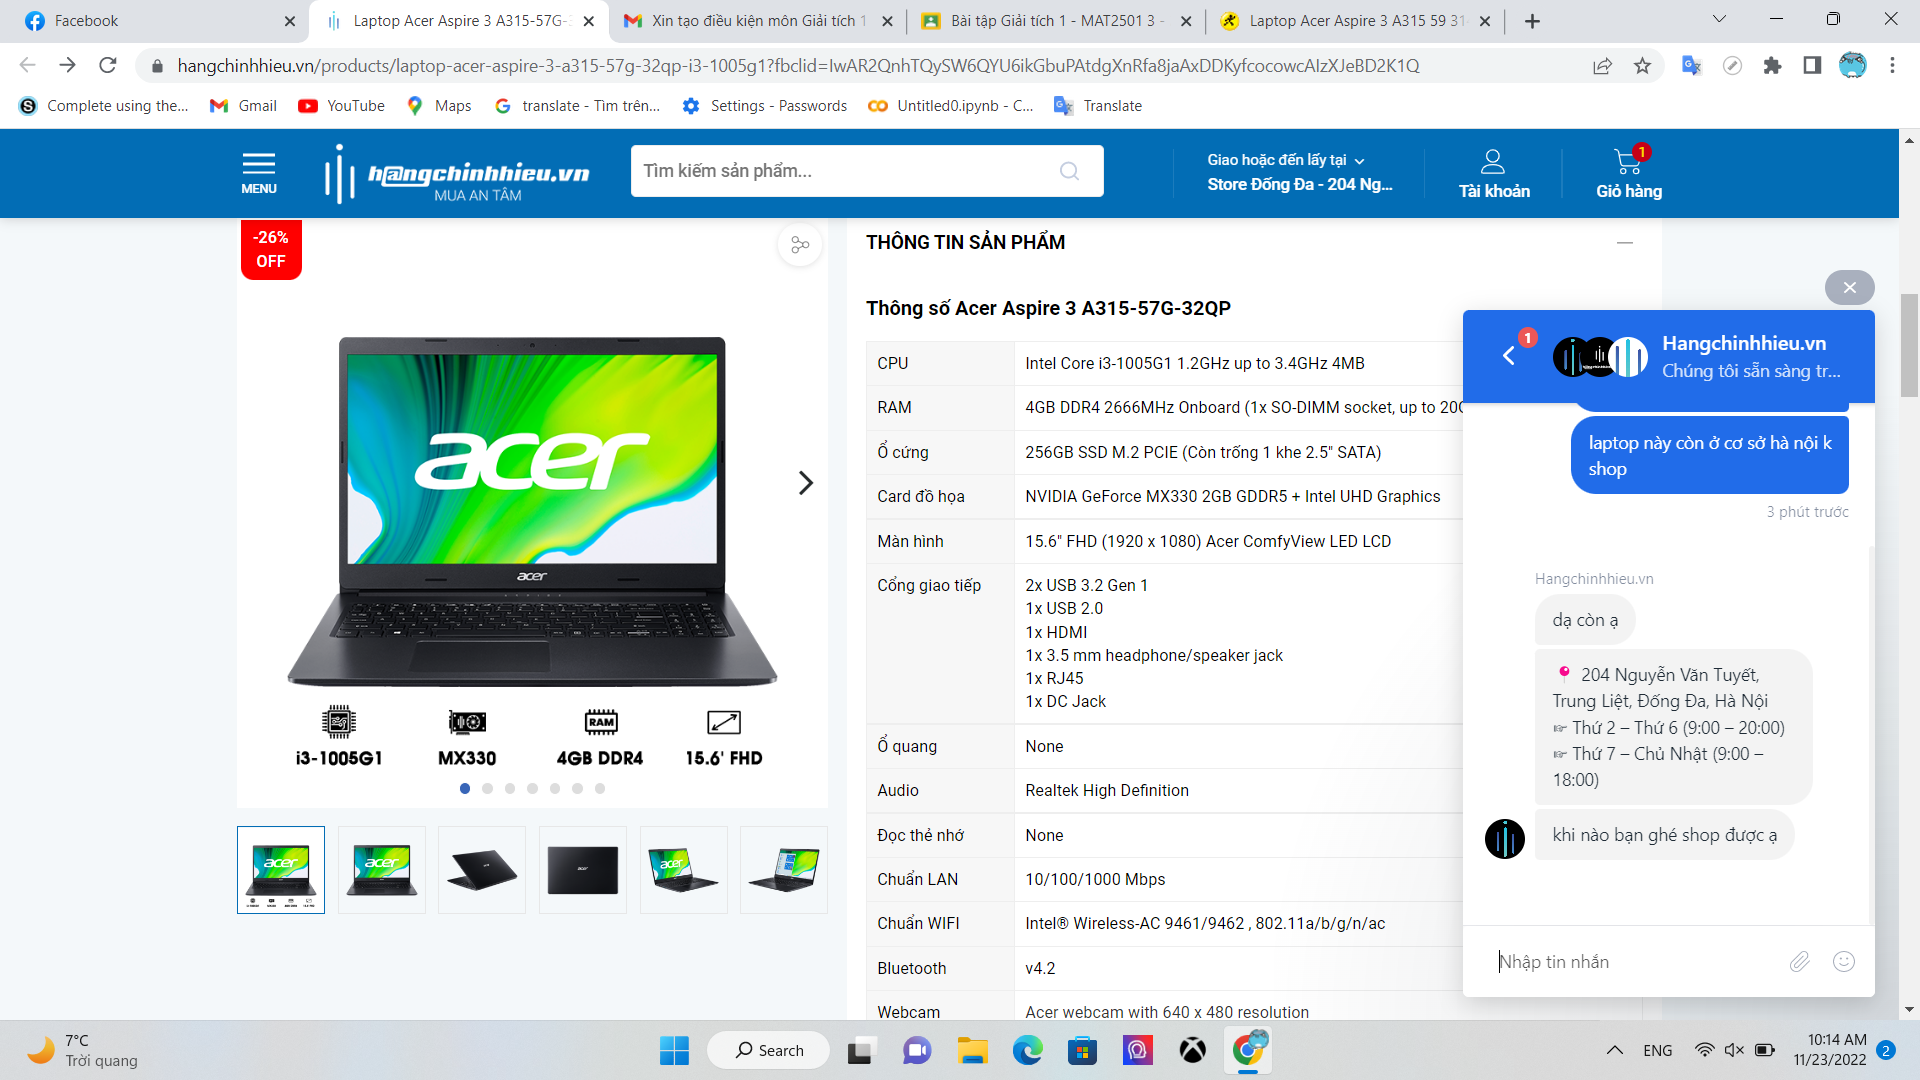 Facebook
Laptop Acer Aspire 3 A315-57G-
Xin tạo điều kiện môn Giải tích 1
Bài tập Giải tích 1 - MAT2501 3 -
Laptop Acer Aspire 3 A315 59 31
hangchinhhieu.vn/products/laptop-acer-aspire-3-a315-57g-32qp-i3-1005g1?fbclid=IwAR2QnhTQySW6QYU6ikGbuPAtdgXnRfa8jaAxDDKyfcocowcAIzXJeBD2K1Q
Complete using the...
Gmail
YouTube
Maps
translate - Tìm trên...
Settings - Passwords
Untitled0.ipynb - C...
Translate
MENU
h@ngchinhhieu.vn
MUA AN TÂM
Tìm kiếm sản phẩm...
Giao hoặc đến lấy tại
Store Đống Đa - 204 Ng...
Tài khoản
1
Giỏ hàng
-26%
OFF
acer
acer
i3-1005G1
MX330
RAM
4GB DDR4
15.6' FHD
THÔNG TIN SẢN PHẨM
Thông số Acer Aspire 3 A315-57G-32QP
CPU Intel Core i3-1005G1 1.2GHz up to 3.4GHz 4MB
RAM 4GB DDR4 2666MHz Onboard (1x SO-DIMM socket, up to 20G
Ổ cứng 256GB SSD M.2 PCIE (Còn trống 1 khe 2.5" SATA)
Card đồ họa NVIDIA GeForce MX330 2GB GDDR5 + Intel UHD Graphics
Màn hình 15.6" FHD (1920 x 1080) Acer ComfyView LED LCD
Cổng giao tiếp 2x USB 3.2 Gen 1
1x USB 2.0
1x HDMI
1x 3.5 mm headphone/speaker jack
1x RJ45
1x DC Jack
Ổ quang None
Audio Realtek High Definition
Đọc thẻ nhớ None
Chuẩn LAN 10/100/1000 Mbps
Chuẩn WIFI Intel® Wireless-AC 9461/9462 , 802.11a/b/g/n/ac
Bluetooth v4.2
Webcam Acer webcam with 640 x 480 resolution
1
Hangchinhhieu.vn
Chúng tôi sẵn sàng tr...
laptop này còn ở cơ sở hà nội k
shop
3 phút trước
Hangchinhhieu.vn
dạ còn ạ
📍 204 Nguyễn Văn Tuyết,
Trung Liệt, Đống Đa, Hà Nội
☞ Thứ 2 – Thứ 6 (9:00 – 20:00)
☞ Thứ 7 – Chủ Nhật (9:00 –
18:00)
khi nào bạn ghé shop được ạ
Nhập tin nhắn
7°C
Trời quang
Search
ENG
10:14 AM
11/23/2022
2